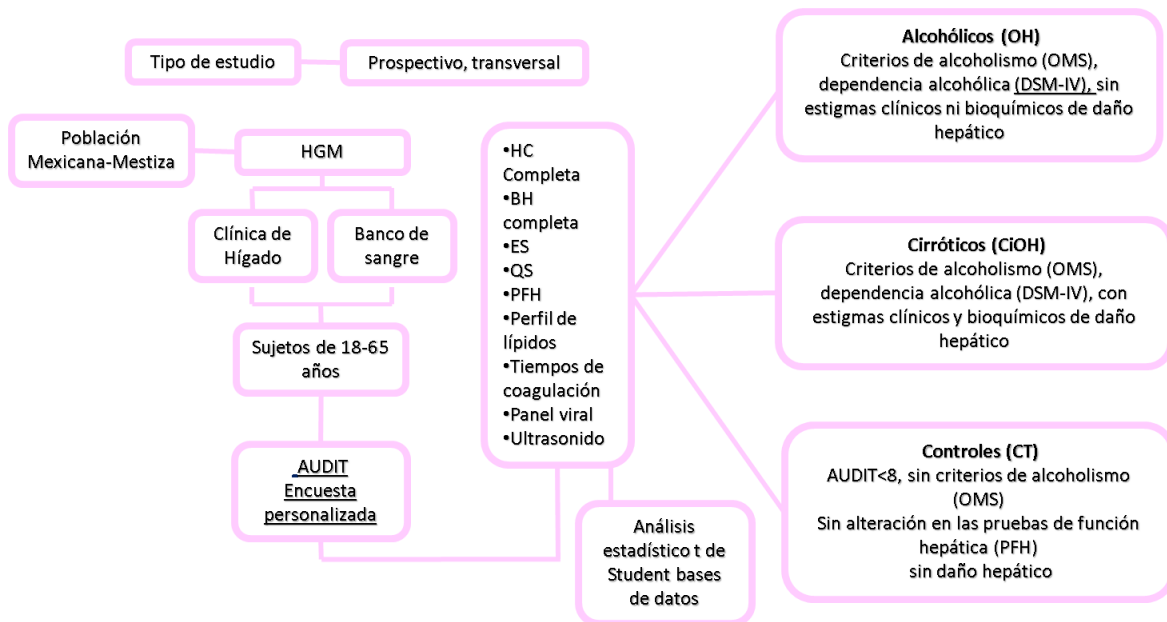 Tipo de estudio
Prospectivo, transversal
Población
Mexicana-Mestiza
HGM
Clínica de
Hígado
Banco de
sangre
Sujetos de 18-65
años
AUDIT
Encuesta
personalizada
•HC
Completa
•BH
completa
•ES
•QS
•PFH
•Perfil de
lípidos
•Tiempos de
coagulación
•Panel viral
•Ultrasonido
Análisis
estadístico t de
Student bases
de datos
Alcohólicos (OH)
Criterios de alcoholismo (OMS),
dependencia alcohólica (DSM-IV), sin
estigmas clínicos ni bioquímicos de daño
hepático
Cirróticos (CiOH)
Criterios de alcoholismo (OMS),
dependencia alcohólica (DSM-IV), con
estigmas clínicos y bioquímicos de daño
hepático
Controles (CT)
AUDIT<8, sin criterios de alcoholismo
(OMS)
Sin alteración en las pruebas de función
hepática (PFH)
sin daño hepático